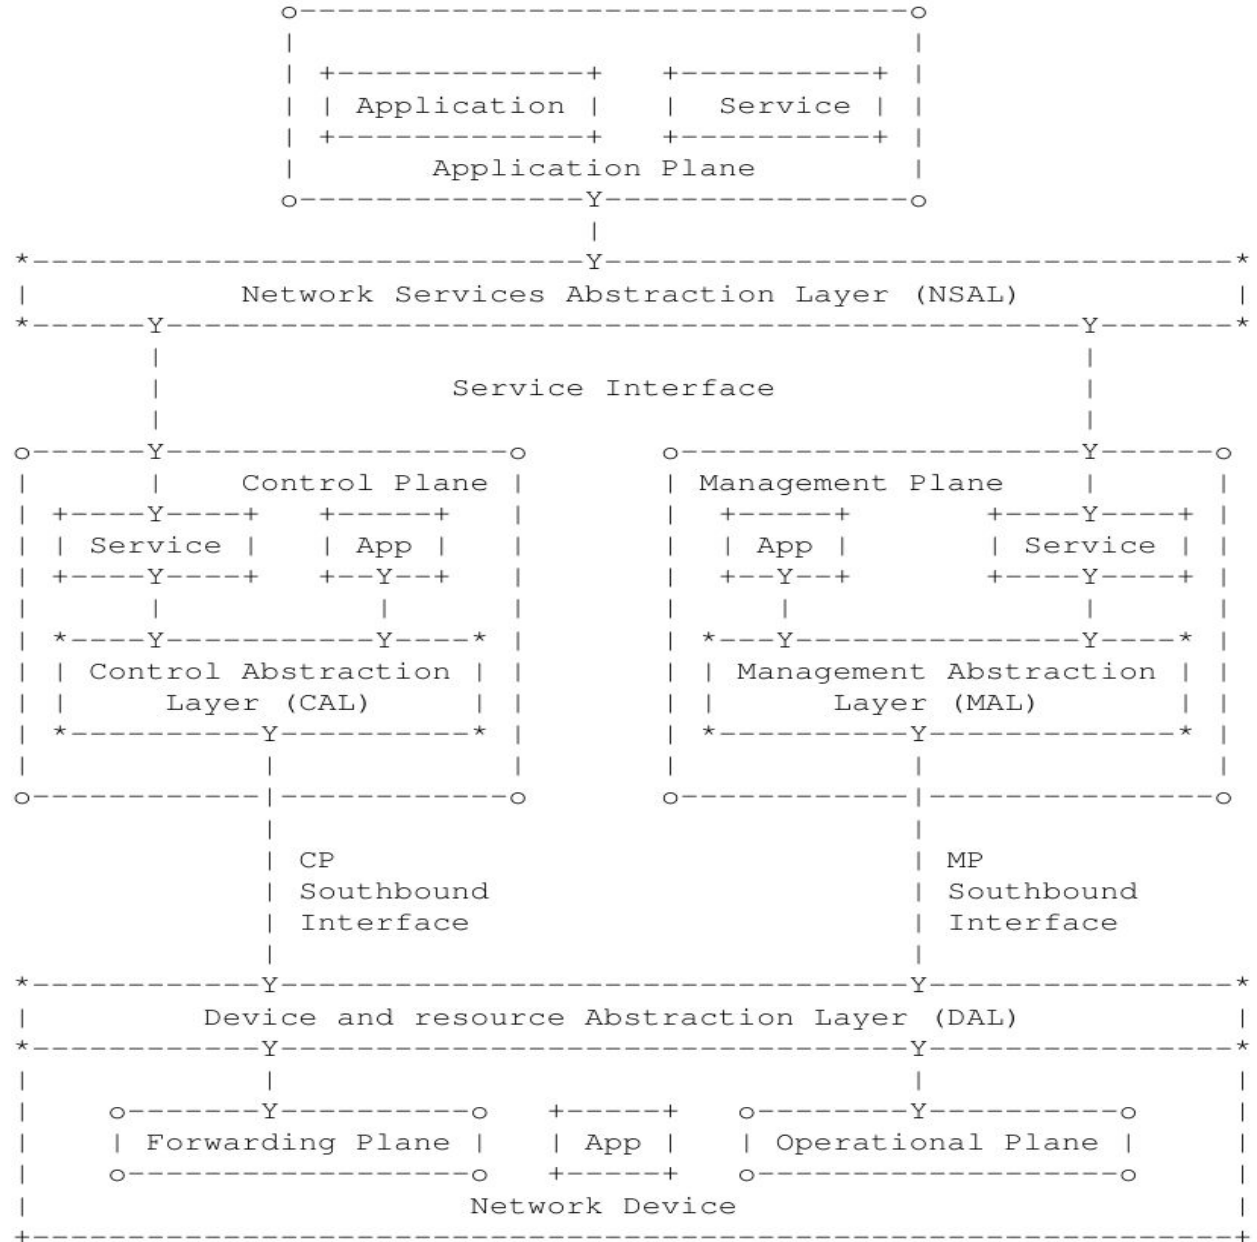 Application Service
Application Plane
Network Services Abstraction Layer (NSAL)
Service Interface
Control Plane Management Plane
Service App App Service
Control Abstraction Management Abstraction
Layer (CAL) Layer (MAL)
CP MP
Southbound Southbound
Interface Interface
Device and resource Abstraction Layer (DAL)
Forwarding Plane App Operational Plane
Network Device